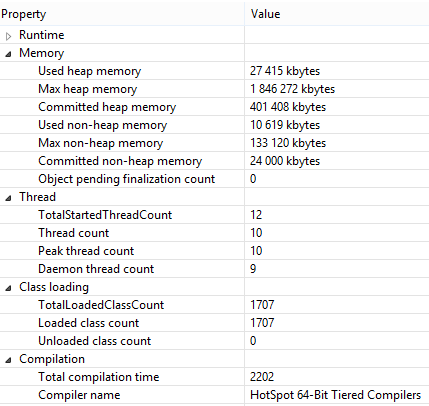 Property Value
Runtime
Memory
Used heap memory 27 415 kbytes
Max heap memory 1 846 272 kbytes
Committed heap memory 401 408 kbytes
Used non-heap memory 10 619 kbytes
Max non-heap memory 133 120 kbytes
Committed non-heap memory 24 000 kbytes
Object pending finalization count 0
Thread
TotalStartedThreadCount 12
Thread count 10
Peak thread count 10
Daemon thread count 9
Class loading
TotalLoadedClassCount 1707
Loaded class count 1707
Unloaded class count 0
Compilation
Total compilation time 2202
Compiler name HotSpot 64-Bit Tiered Compilers